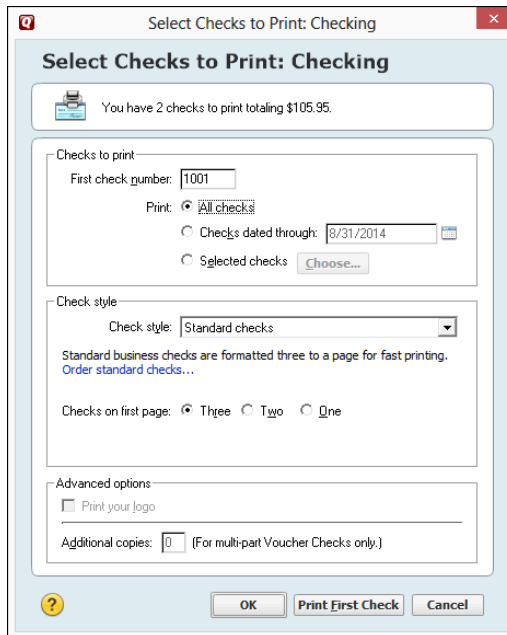 Select Checks to Print: Checking
Select Checks to Print: Checking
You have 2 checks to print totaling $105.95.
Checks to print
First check number: 1001
Print: All checks
Checks dated through: 8/31/2014
Selected checks Choose...
Check style
Check style: Standard checks
Standard business checks are formatted three to a page for fast printing.
Order standard checks...
Checks on first page: Three Two One
Advanced options
Print your logo
Additional copies: 0 (For multi-part Voucher Checks only.)
? OK Print First Check Cancel